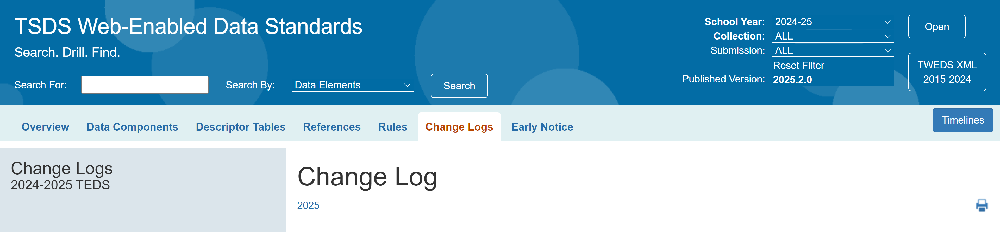 TSDS Web-Enabled Data Standards
Search. Drill. Find.
Search For:
Search By: Data Elements
Search
School Year: 2024-25
Collection: ALL
Submission: ALL
Reset Filter
Published Version: 2025.2.0
Open
TWEDS XML
2015-2024
Overview Data Components Descriptor Tables References Rules Change Logs Early Notice
Timelines
Change Logs
2024-2025 TEDS
Change Log
2025